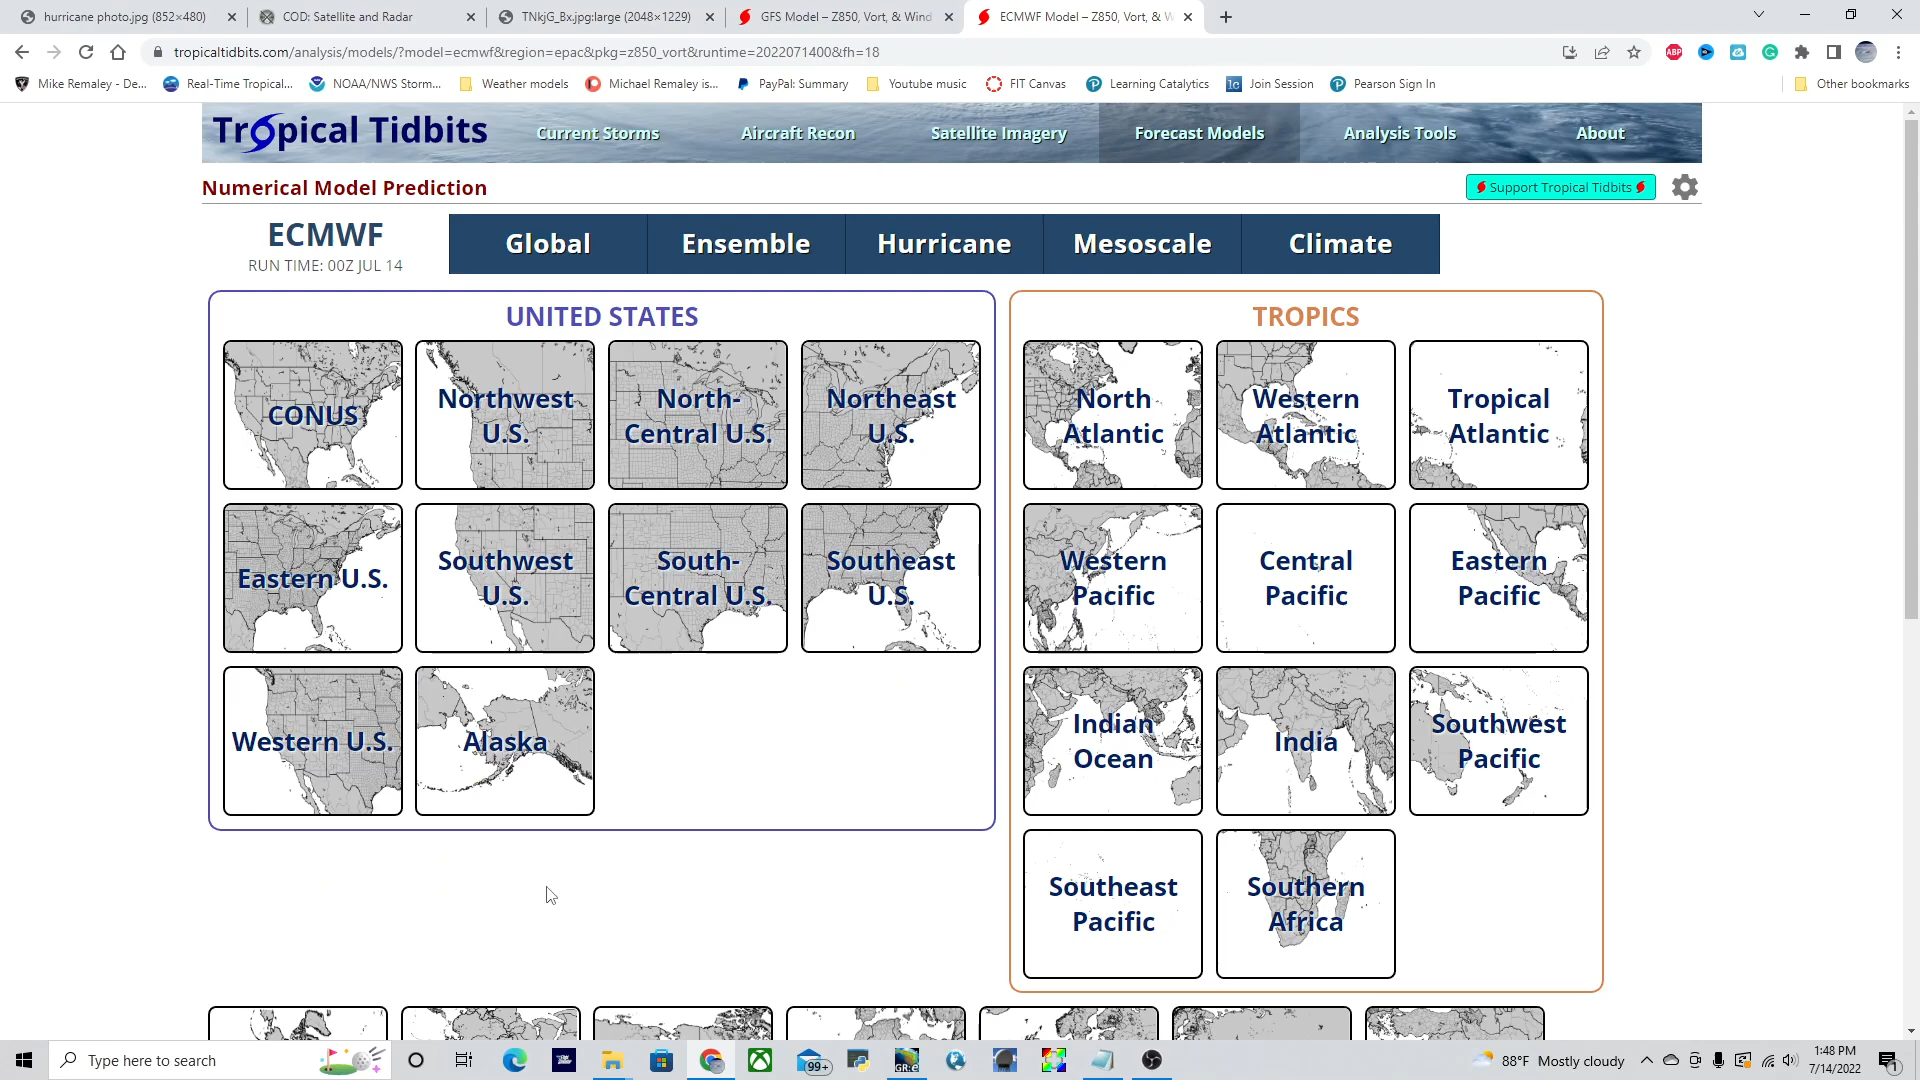 hurricane photo.jpg (852×480)
COD: Satellite and Radar
TNkjG_Bx.jpg:large (2048×1229)
GFS Model – Z850, Vort, & Wind
ECMWF Model – Z850, Vort, & W
tropicaltidbits.com/analysis/models/?model=ecmwf&region=epac&pkg=z850_vort&runtime=2022071400&fh=18
ABP
Mike Remaley - De...
Real-Time Tropical...
NOAA/NWS Storm...
Weather models
Michael Remaley is...
PayPal: Summary
Youtube music
FIT Canvas
Learning Catalytics
lc
Join Session
Pearson Sign In
Other bookmarks
Tropical Tidbits
Current Storms
Aircraft Recon
Satellite Imagery
Forecast Models
Analysis Tools
About
Numerical Model Prediction
Support Tropical Tidbits
ECMWF
RUN TIME: 00Z JUL 14
Global
Ensemble
Hurricane
Mesoscale
Climate
UNITED STATES
CONUS
Northwest
U.S.
North-
Central U.S.
Northeast
U.S.
Eastern U.S.
Southwest
U.S.
South-
Central U.S.
Southeast
U.S.
Western U.S.
Alaska
TROPICS
North
Atlantic
Western
Atlantic
Tropical
Atlantic
Western
Pacific
Central
Pacific
Eastern
Pacific
Indian
Ocean
India
Southwest
Pacific
Southeast
Pacific
Southern
Africa
Type here to search
99+
GR2
88°F Mostly cloudy
1:48 PM
7/14/2022
1